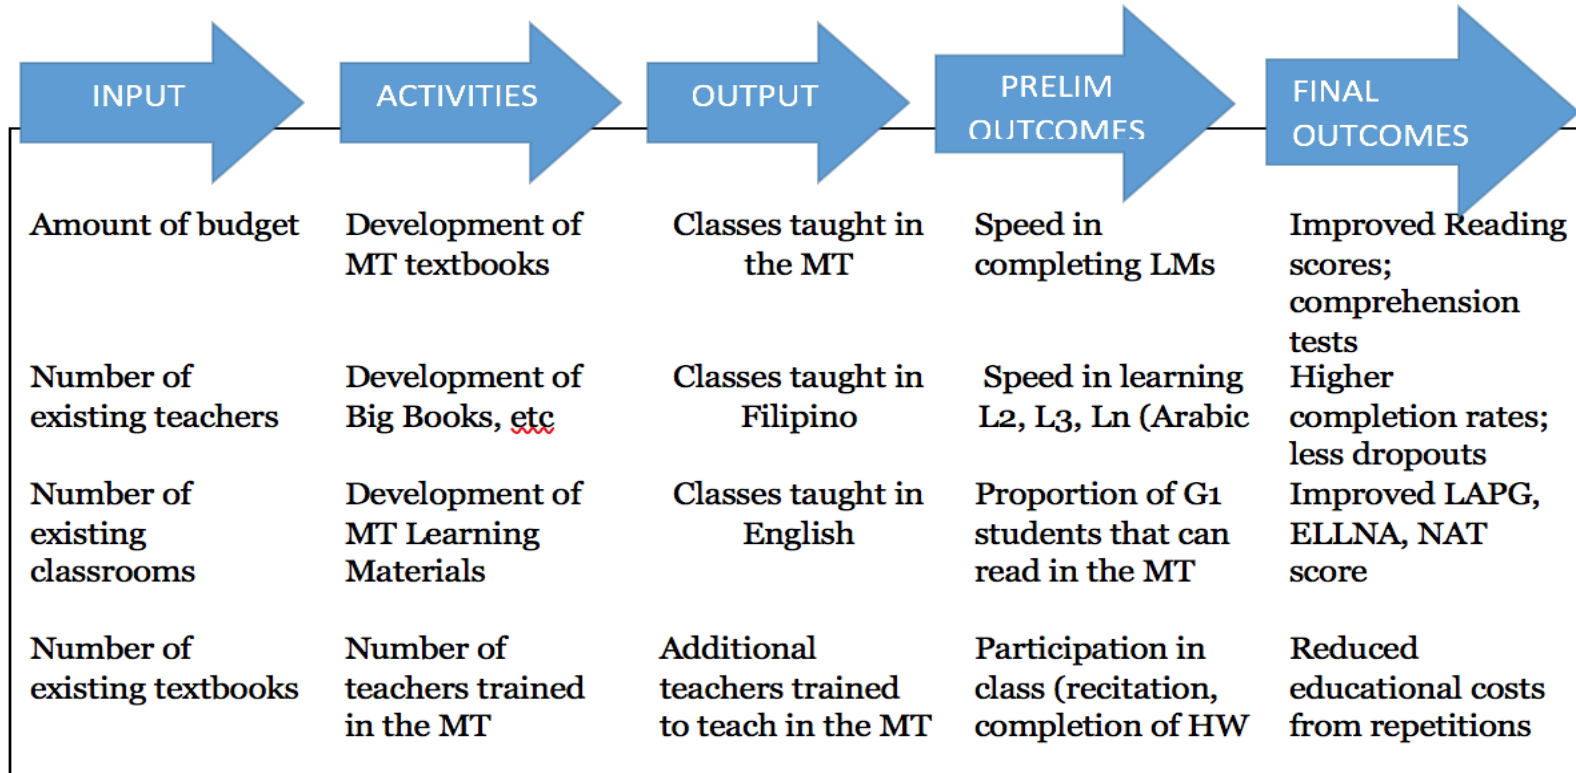 INPUT
ACTIVITIES
OUTPUT
PRELIM
OUTCOMES
FINAL
OUTCOMES
Amount of budget
Development of
MT textbooks
Classes taught in
the MT
Speed in
completing LMs
Improved Reading
scores;
comprehension
tests
Number of
existing teachers
Development of
Big Books, etc
Classes taught in
Filipino
Speed in learning
L2, L3, Ln (Arabic
Higher
completion rates;
less dropouts
Number of
existing
classrooms
Development of
MT Learning
Materials
Classes taught in
English
Proportion of G1
students that can
read in the MT
Improved LAPG,
ELLNA, NAT
score
Number of
existing textbooks
Number of
teachers trained
in the MT
Additional
teachers trained
to teach in the MT
Participation in
class (recitation,
completion of HW
Reduced
educational costs
from repetitions